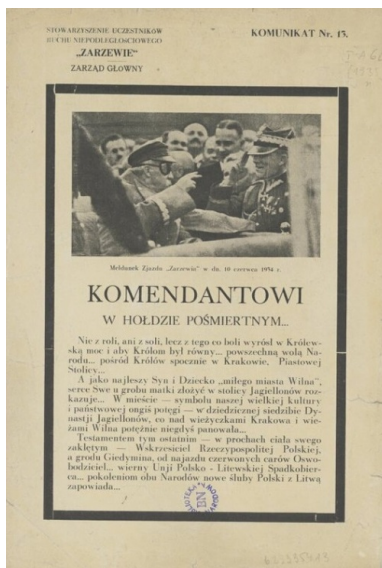 STOWARZYSZENIE UCZESTNIKÓW
RUCHU NIEPODLEGŁOŚCIOWEGO
„ZARZEWIE“
ZARZĄD GŁÓWNY
KOMUNIKAT Nr. 15.
Meldunek Zjazdu „Zarzewia“ w dn. 10 czerwca 1934 r.
KOMENDANTOWI
W HOŁDZIE POŚMIERTNYM...
Nie z roli, ani z soli, lecz z tego co boli wyrósł w Królew-
ską moc i aby Królom był równy... powszechną wolą Na-
rodu... pośród Królów spocznie w Krakowie, Piastowej
Stolicy...
A jako najleszy Syn i Dziecko „miłego miasta Wilna“,
serce Swe u grobu matki złożyć w stolicy Jagiellonów roz-
kazuje... W mieście — symbolu naszej wielkiej kultury
i państwowej ongiś potęgi — w dziedzicznej siedzibie Dy-
nastji Jagiellonów, co nad wieżyczkami Krakowa i wie-
żami Wilna potężnie niegdyś panowała...
Testamentem tym ostatnim — w prochach ciała swego
zaklętym — Wskrzesiciel Rzeczypospolitej Polskiej,
a grodu Giedymina, od najazdu czerwonych carów Oswo-
bodziciel... wierny Unji Polsko - Litewskiej Spadkobier-
ca... pokoleniom obu Narodów nowe śluby Polski z Litwą
zapowiada...
BN